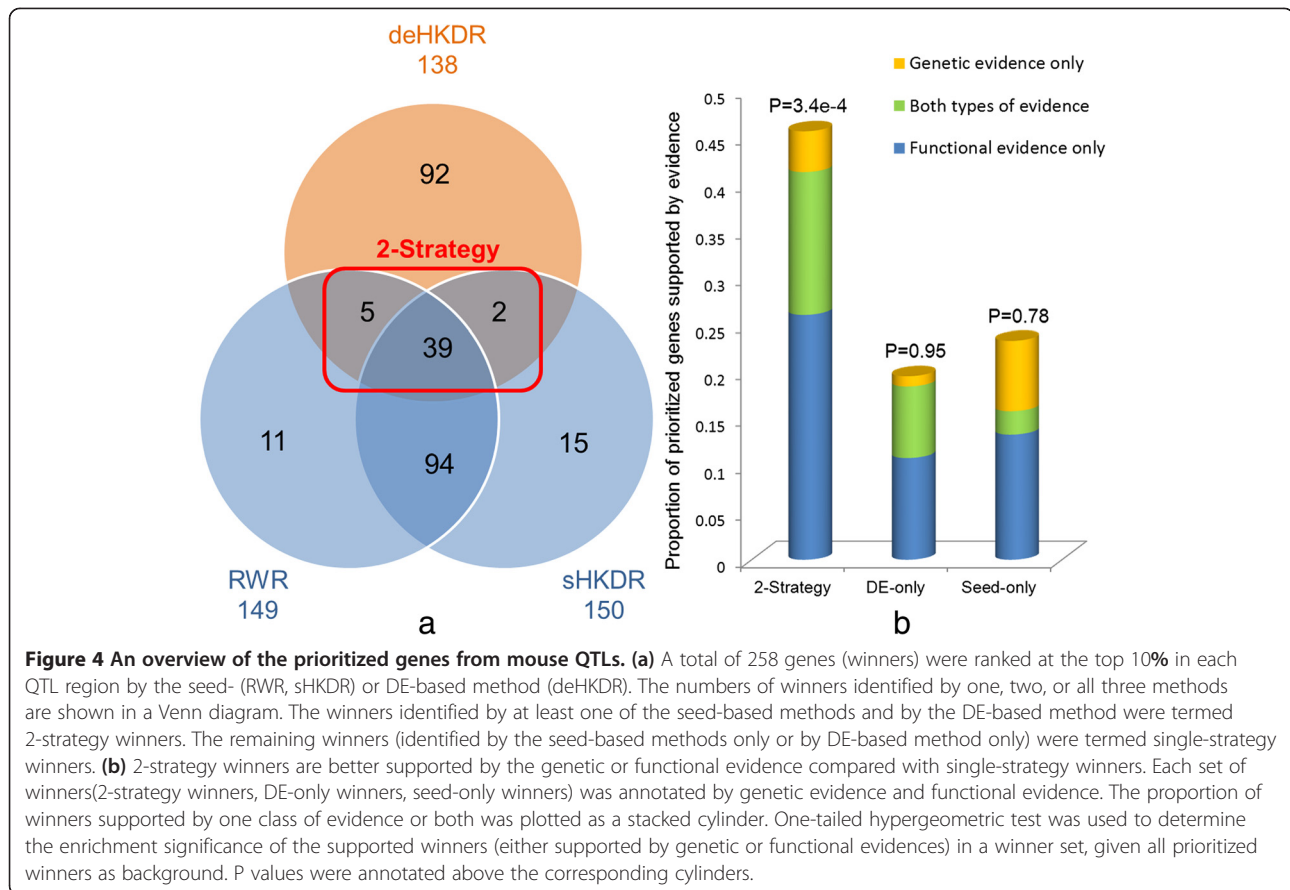 deHKDR
138
92
2-Strategy
5
2
39
11
94
15
RWR
149
sHKDR
150
a
Genetic evidence only
Both types of evidence
Functional evidence only
Proportion of prioritized genes supported by evidence
0.5
0.45
0.4
0.35
0.3
0.25
0.2
0.15
0.1
0.05
0
P=3.4e-4
P=0.95
P=0.78
2-Strategy
DE-only
Seed-only
b
Figure 4 An overview of the prioritized genes from mouse QTLs. (a) A total of 258 genes (winners) were ranked at the top 10% in each
QTL region by the seed- (RWR, sHKDR) or DE-based method (deHKDR). The numbers of winners identified by one, two, or all three methods
are shown in a Venn diagram. The winners identified by at least one of the seed-based methods and by the DE-based method were termed
2-strategy winners. The remaining winners (identified by the seed-based methods only or by DE-based method only) were termed single-strategy
winners. (b) 2-strategy winners are better supported by the genetic or functional evidence compared with single-strategy winners. Each set of
winners(2-strategy winners, DE-only winners, seed-only winners) was annotated by genetic evidence and functional evidence. The proportion of
winners supported by one class of evidence or both was plotted as a stacked cylinder. One-tailed hypergeometric test was used to determine
the enrichment significance of the supported winners (either supported by genetic or functional evidences) in a winner set, given all prioritized
winners as background. P values were annotated above the corresponding cylinders.